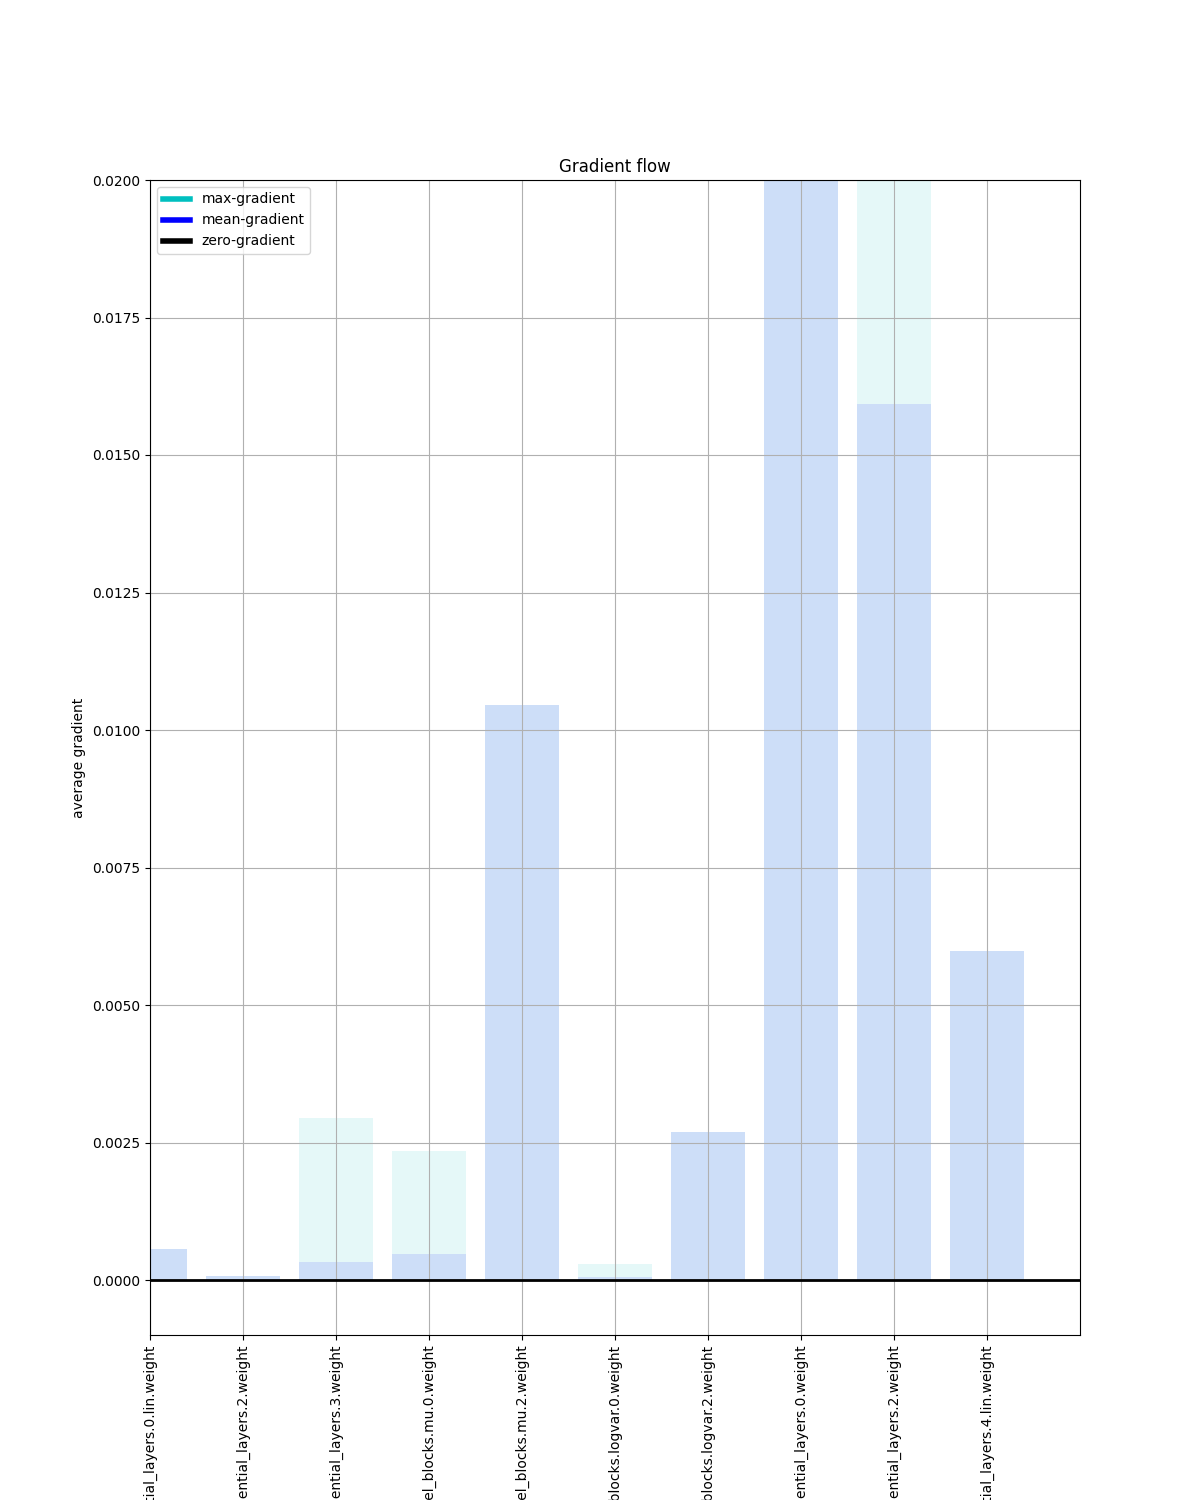 Gradient flow
max-gradient
mean-gradient
zero-gradient
0.0200
0.0175
0.0150
0.0125
0.0100
0.0075
0.0050
0.0025
0.0000
average gradient
tial_layers.0.lin.weight
ential_layers.2.weight
ential_layers.3.weight
el_blocks.mu.0.weight
el_blocks.mu.2.weight
blocks.logvar.0.weight
blocks.logvar.2.weight
ential_layers.0.weight
ential_layers.2.weight
tial_layers.4.lin.weight